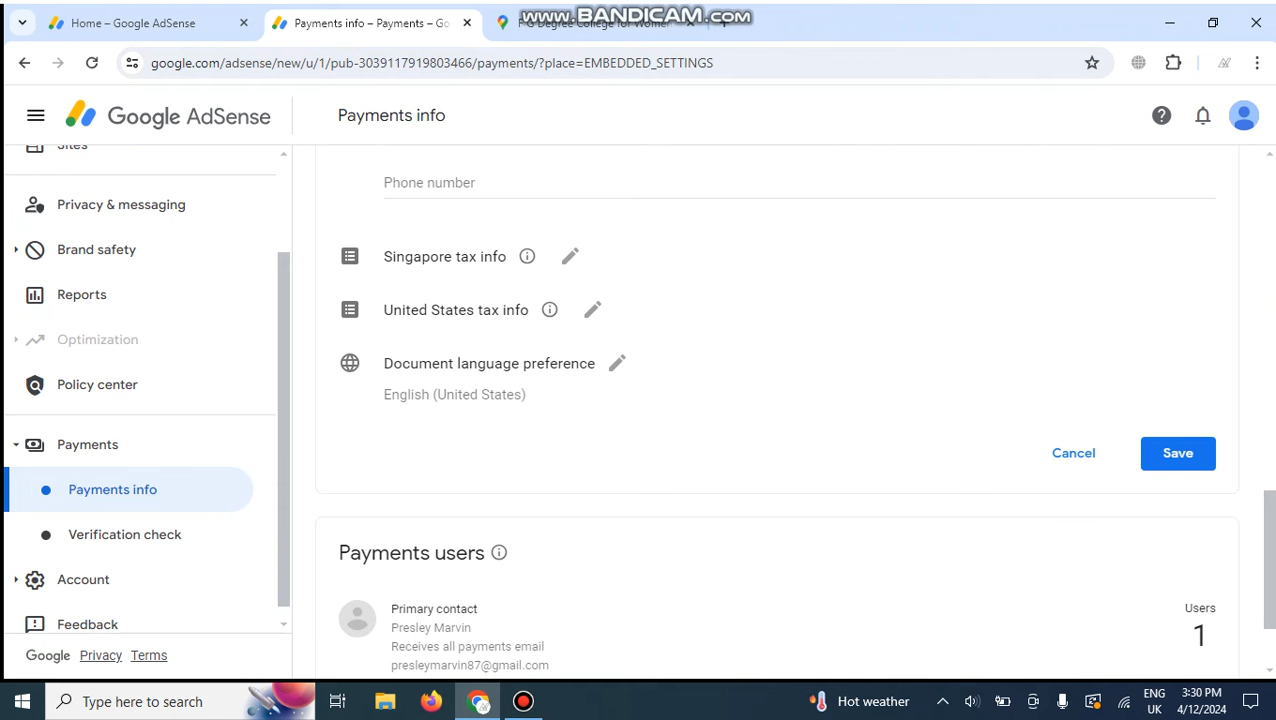 Home – Google AdSense
Payments info – Payments – Go
www.BANDICAM.com
F G Degree College for Women
google.com/adsense/new/u/1/pub-3039117919803466/payments/?place=EMBEDDED_SETTINGS
Google AdSense
Payments info
Sites
Privacy & messaging
Brand safety
Reports
Optimization
Policy center
Payments
Payments info
Verification check
Account
Feedback
Google Privacy Terms
Phone number
Singapore tax info
United States tax info
Document language preference
English (United States)
Cancel
Save
Payments users
Primary contact
Presley Marvin
Receives all payments email
presleymarvin87@gmail.com
Users
1
Type here to search
Hot weather
ENG
UK
3:30 PM
4/12/2024